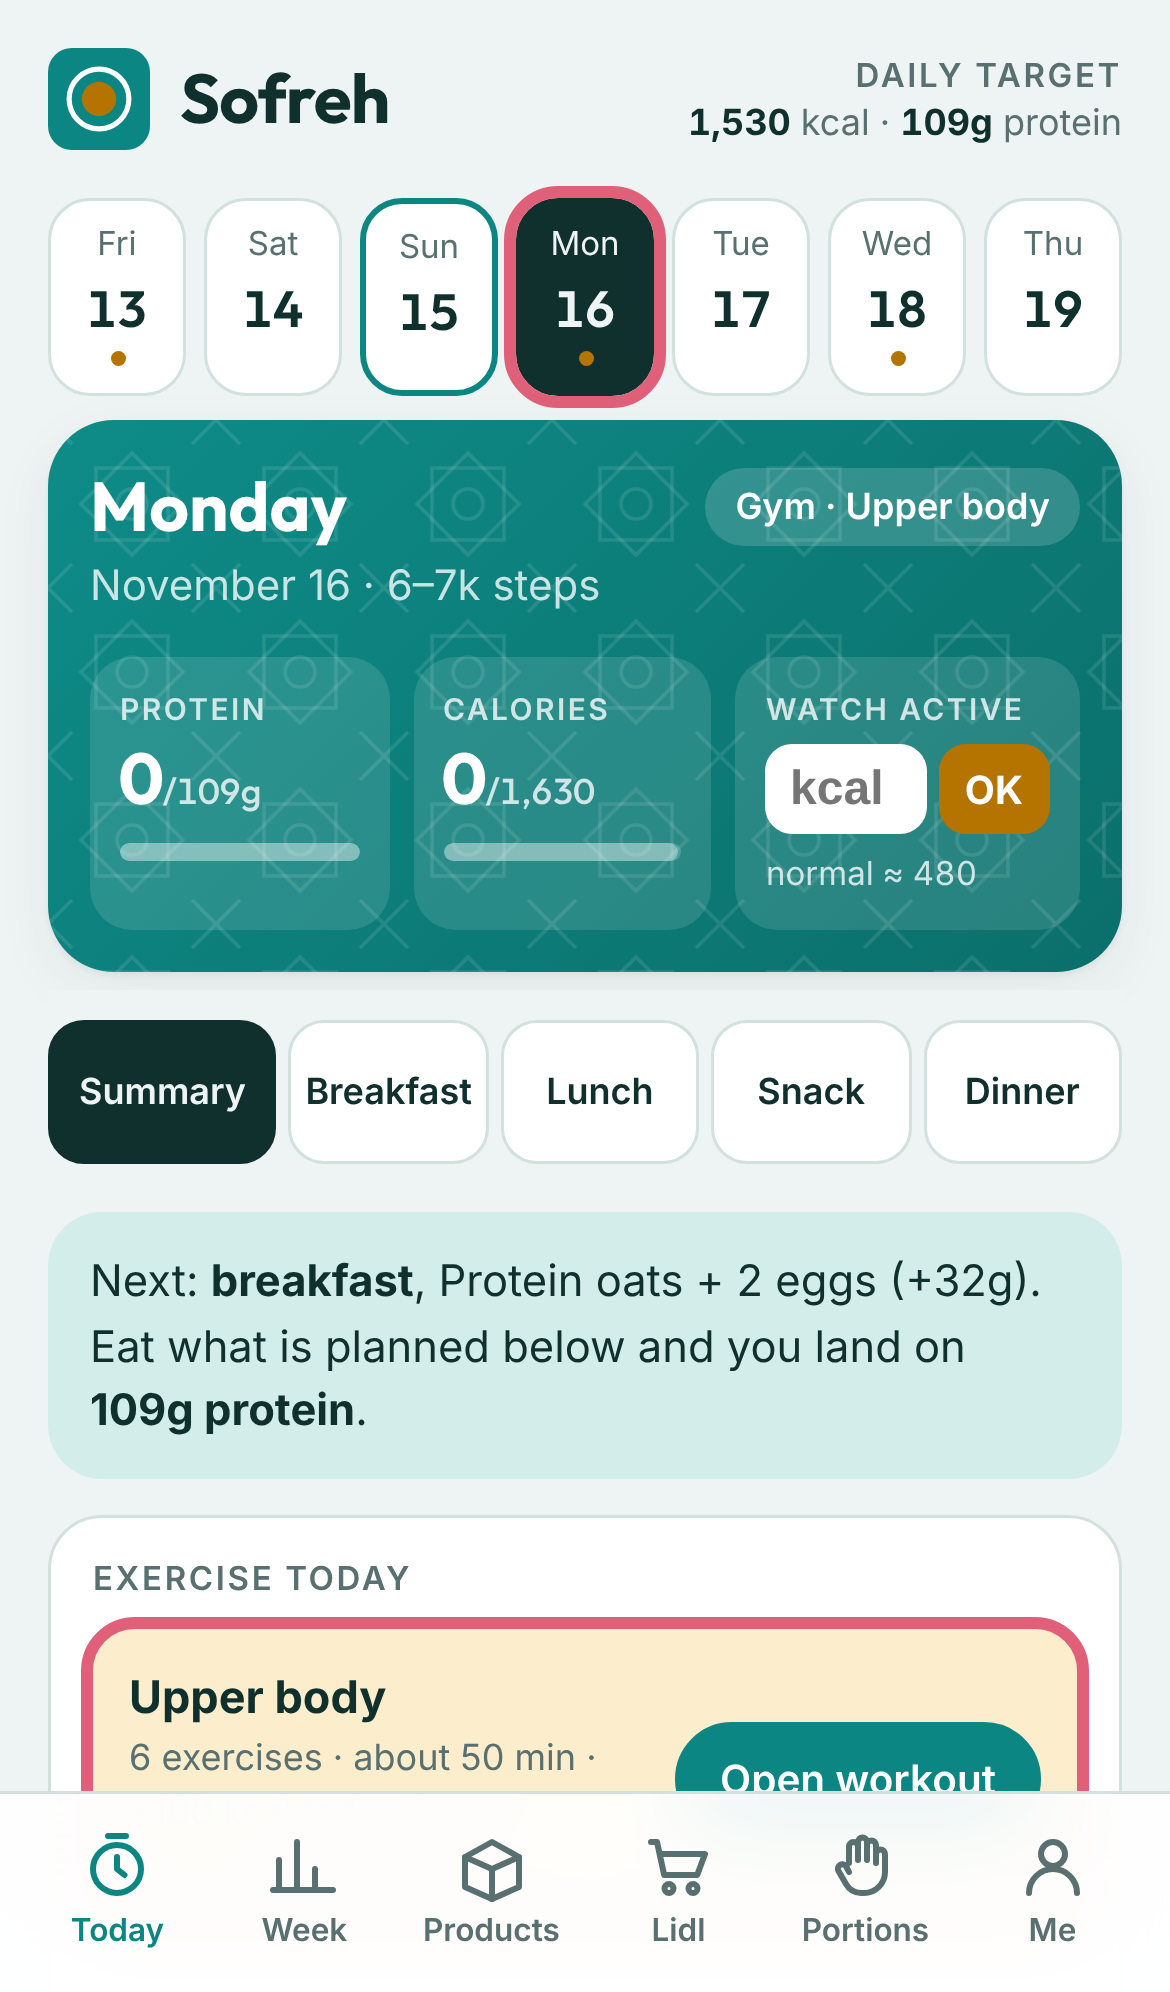 Sofreh
DAILY TARGET
1,530 kcal · 109g protein
Fri Sat Sun Mon Tue Wed Thu
13 14 15 16 17 18 19
Monday
Gym · Upper body
November 16 · 6–7k steps
PROTEIN CALORIES WATCH ACTIVE
0/109g 0/1,630 kcal OK
normal ≈ 480
Summary Breakfast Lunch Snack Dinner
Next: breakfast, Protein oats + 2 eggs (+32g).
Eat what is planned below and you land on
109g protein.
EXERCISE TODAY
Upper body
6 exercises · about 50 min ·
Open workout
Today Week Products Lidl Portions Me